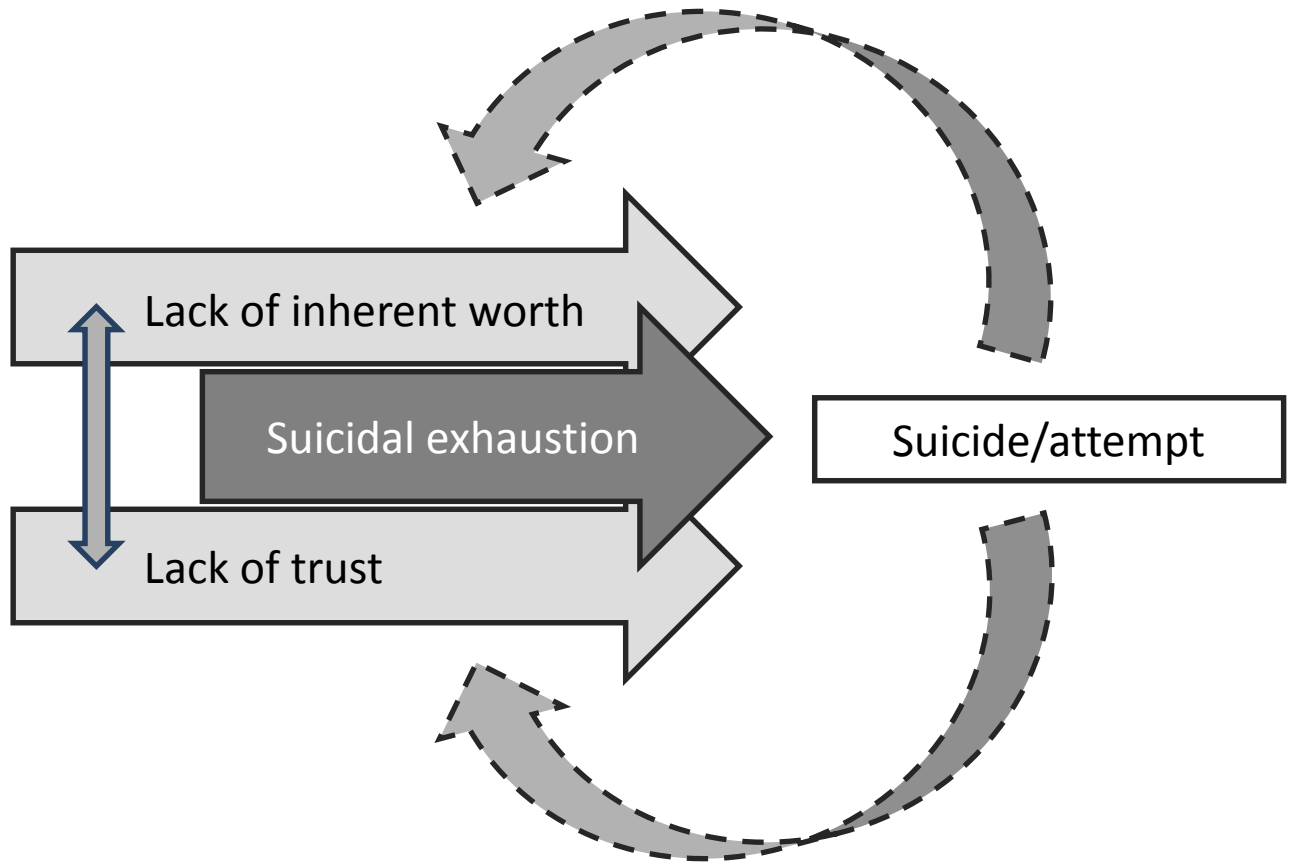 Lack of inherent worth
Suicidal exhaustion
Suicide/attempt
Lack of trust